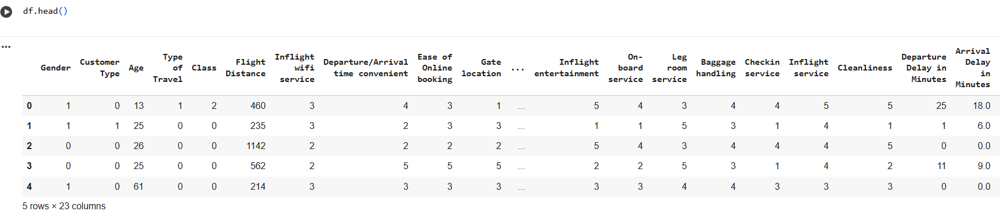 df.head()
Gender Customer Type Age Type of Travel Class Flight Distance Inflight wifi service Departure/Arrival time convenient Ease of Online booking Gate location ... Inflight entertainment On-board service Leg room service Baggage handling Checkin service Inflight service Cleanliness Departure Delay in Minutes Arrival Delay in Minutes
0 1 0 13 1 2 460 3 4 3 1 ... 5 4 3 4 4 5 5 25 18.0
1 1 1 25 0 0 235 3 2 3 3 ... 1 1 5 3 1 4 1 1 6.0
2 0 0 26 0 0 1142 2 2 2 2 ... 5 4 3 4 4 4 5 0 0.0
3 0 0 25 0 0 562 2 5 5 5 ... 2 2 5 3 1 4 2 11 9.0
4 1 0 61 0 0 214 3 3 3 3 ... 3 3 4 4 3 3 3 0 0.0
5 rows × 23 columns